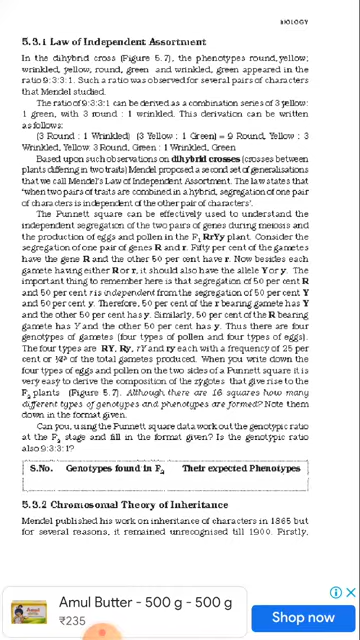 BIOLOGY
5.3.1 Law of Independent Assortment
In the dihybrid cross (Figure 5.7), the phenotypes round, yellow;
wrinkled, yellow, round, green and wrinkled, green appeared in the
ratio 9:3:3:1. Such a ratio was observed for several pairs of characters
that Mendel studied.
The ratio of 9:3:3:1 can be derived as a combination series of 3 yellow:
1 green, with 3 round : 1 wrinkled. This derivation can be written
as follows:
(3 Round : 1 Wrinkled) (3 Yellow : 1 Green) = 9 Round, Yellow : 3
Wrinkled, Yellow: 3 Round, Green : 1 Wrinkled, Green
Based upon such observations on dihybrid crosses (crosses between
plants differing in two traits) Mendel proposed a second set of generalisations
that we call Mendel's Law of Independent Assortment. The law states that
'when two pairs of traits are combined in a hybrid, segregation of one pair
of characters is independent of the other pair of characters'.
The Punnett square can be effectively used to understand the
independent segregation of the two pairs of genes during meiosis and
the production of eggs and pollen in the F1 RrYy plant. Consider the
segregation of one pair of genes R and r. Fifty per cent of the gametes
have the gene R and the other 50 per cent have r. Now besides each
gamete having either R or r, it should also have the allele Y or y. The
important thing to remember here is that segregation of 50 per cent R
and 50 per cent r is independent from the segregation of 50 per cent Y
and 50 per cent y. Therefore, 50 per cent of the r bearing gamete has Y
and the other 50 per cent has y. Similarly, 50 per cent of the R bearing
gamete has Y and the other 50 per cent has y. Thus there are four
genotypes of gametes (four types of pollen and four types of eggs).
The four types are RY, Ry, rY and ry each with a frequency of 25 per
cent or of the total gametes produced. When you write down the
four types of eggs and pollen on the two sides of a Punnett square it is
very easy to derive the composition of the zygotes that give rise to the
F2 plants (Figure 5.7). Although there are 16 squares how many
different types of genotypes and phenotypes are formed? Note them
down in the format given.
Can you, using the Punnett square data work out the genotypic ratio
at the F2 stage and fill in the format given? Is the genotypic ratio
also 9:3:3:1?
S.No. Genotypes found in F2 Their expected Phenotypes
5.3.2 Chromosomal Theory of Inheritance
Mendel published his work on inheritance of characters in 1865 but
for several reasons, it remained unrecognised till 1900. Firstly,
Amul Butter - 500 g - 500 g
₹235
Shop now